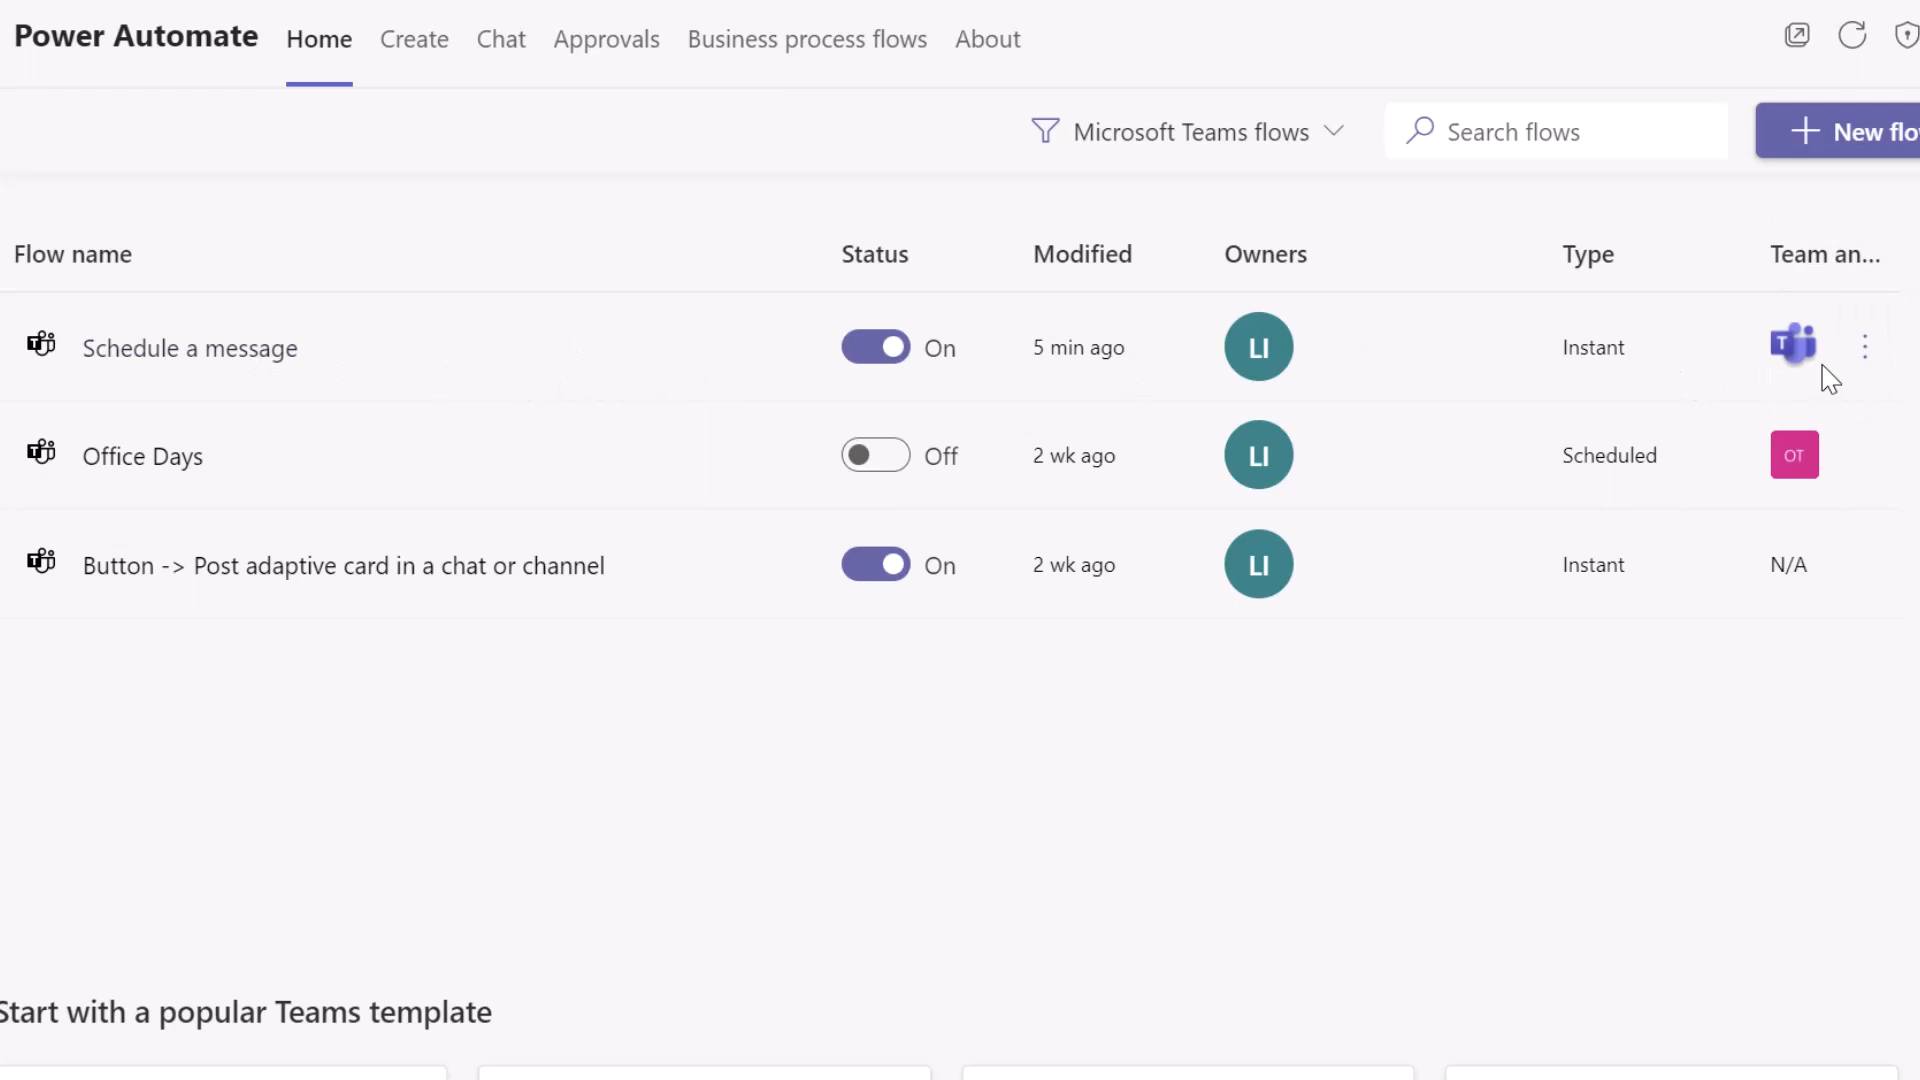 Power Automate Home Create Chat Approvals Business process flows About
Microsoft Teams flows Search flows New flo
Flow name Status Modified Owners Type Team an...
Schedule a message On 5 min ago LI Instant T
Office Days Off 2 wk ago LI Scheduled OT
Button -> Post adaptive card in a chat or channel On 2 wk ago LI Instant N/A
Start with a popular Teams template